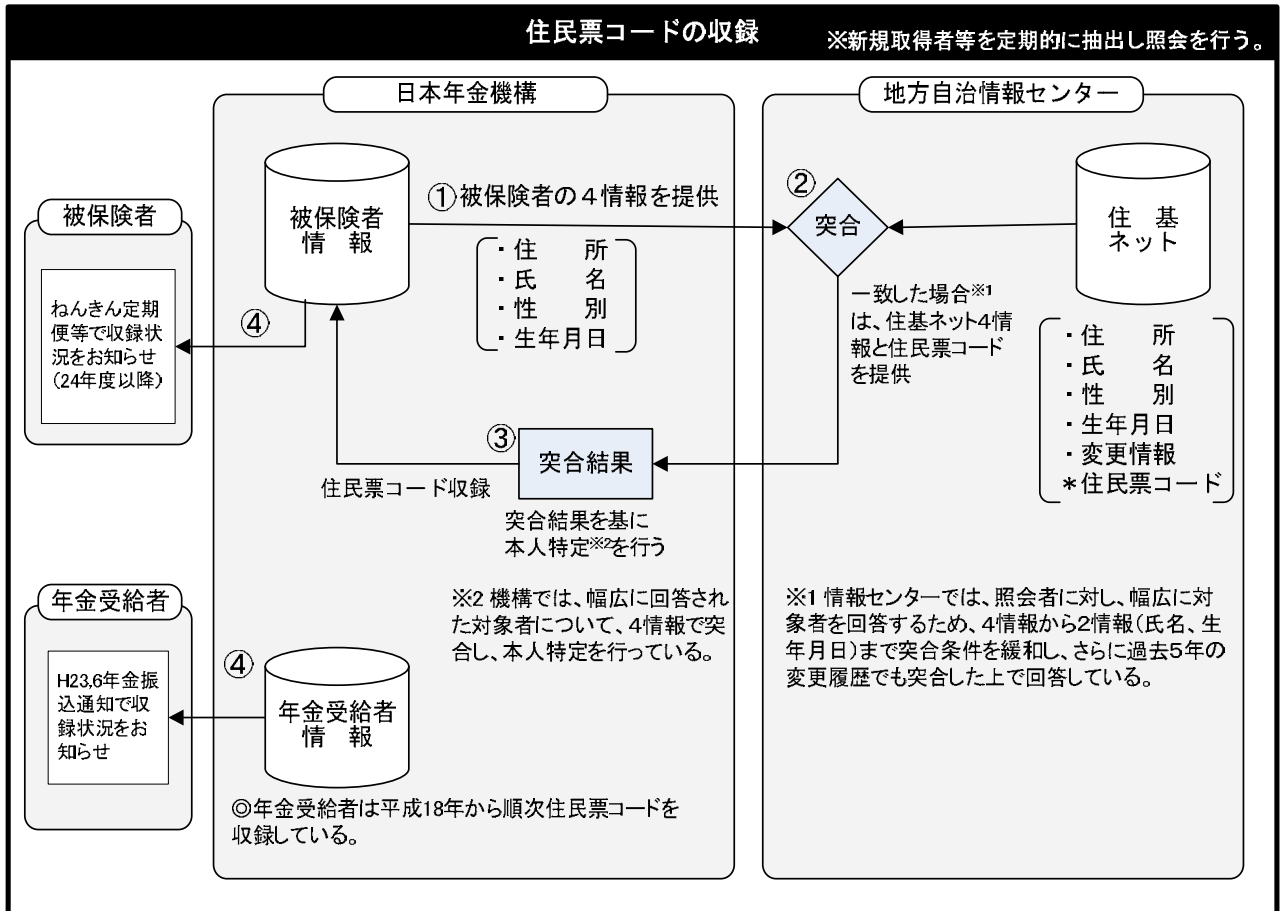 住民票コードの収録
※新規取得者等を定期的に抽出し照会を行う。
日本年金機構
地方自治情報センター
被保険者
ねんきん定期
便等で収録状
況をお知らせ
（24年度以降）
④
被保険者
情　報
①被保険者の４情報を提供
・住　　所
・氏　　名
・性　　別
・生年月日
②
突合
住　基
ネット
一致した場合※1
は、住基ネット4情
報と住民票コード
を提供
・住　　所
・氏　　名
・性　　別
・生年月日
・変更情報
＊住民票コード
③
突合結果
住民票コード収録
突合結果を基に
本人特定※2を行う
※2 機構では、幅広に回答され
た対象者について、４情報で突
合し、本人特定を行っている。
※1 情報センターでは、照会者に対し、幅広に対
象者を回答するため、4情報から2情報（氏名、生
年月日）まで突合条件を緩和し、さらに過去5年の
変更履歴でも突合した上で回答している。
年金受給者
H23,6年金振
込通知で収
録状況をお
知らせ
④
年金受給者
情　報
◎年金受給者は平成18年から順次住民票コードを
収録している。